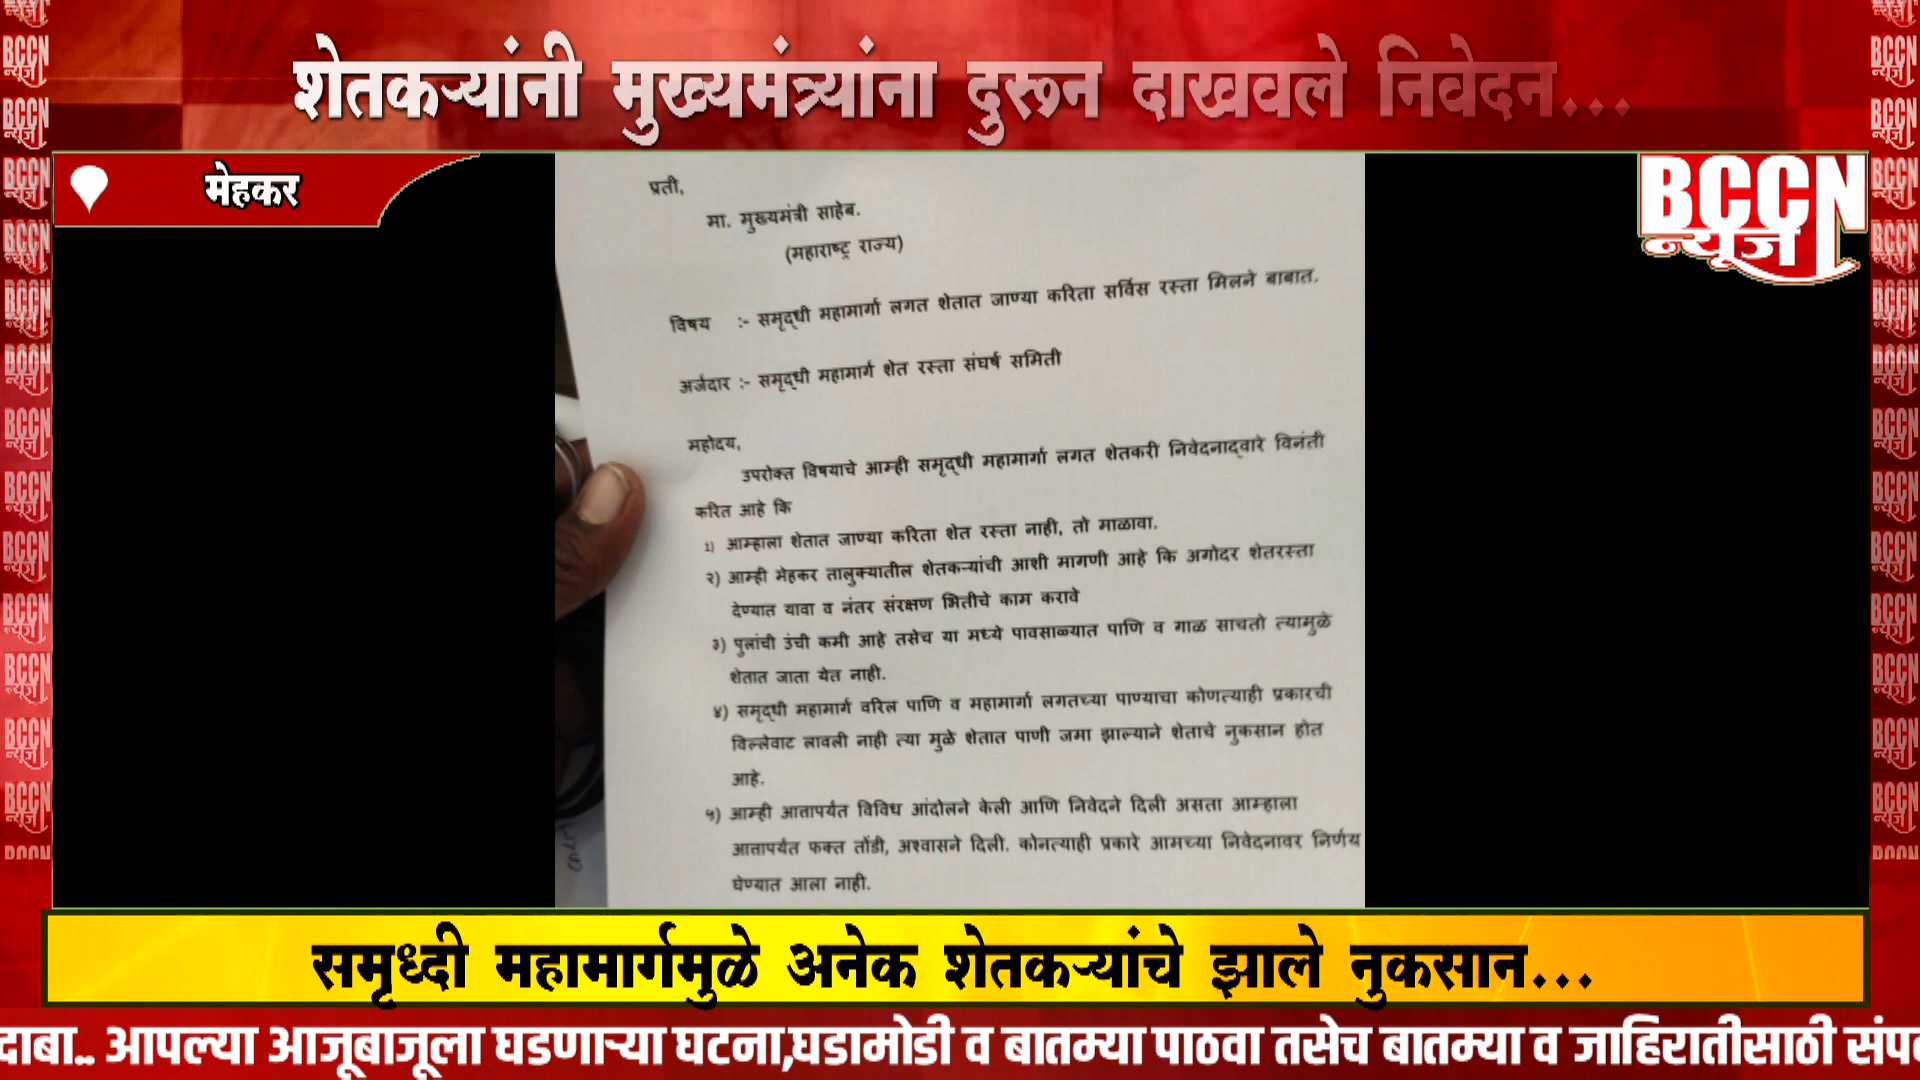 शेतकऱ्यांनी मुख्यमंत्र्यांना दुरून दाखवले निवेदन...
मेहकर
BCCN
न्यूज
प्रती,
मा. मुख्यमंत्री साहेब.
(महाराष्ट्र राज्य)
विषय :- समृद्धी महामार्गा लगत शेतात जाण्या करिता सर्विस रस्ता मिलने बाबात.
अर्जदार :- समृद्धी महामार्ग शेत रस्ता संघर्ष समिती
महोदय,
उपरोक्त विषयाचे आम्ही समृद्धी महामार्गा लगत शेतकरी निवेदनाद्वारे विनंती
करित आहे कि
1) आम्हाला शेतात जाण्या करिता शेत रस्ता नाही, तो माळावा.
२) आम्ही मेहकर तालुक्यातील शेतकऱ्यांची आशी मागणी आहे कि अगोदर शेतरस्ता
देण्यात यावा व नंतर संरक्षण भितीचे काम करावे
३) पुलांची उंची कमी आहे तसेच या मध्ये पावसाळ्यात पाणि व गाळ साचतो त्यामुळे
शेतात जाता येत नाही.
४) समृद्धी महामार्ग वरिल पाणि व महामार्गा लगतच्या पाण्याचा कोणत्याही प्रकारची
विल्लेवाट लावली नाही त्या मुळे शेतात पाणी जमा झाल्याने शेताचे नुकसान होत
आहे.
५) आम्ही आत्तापर्यंत विविध आंदोलने केली आणि निवेदने दिली असता आम्हाला
आत्तापर्यंत फक्त तोंडी, अश्वासने दिली. कोनत्याही प्रकारे आमच्या निवेदनावर निर्णय
घेण्यात आला नाही.
समृध्दी महामार्गमुळे अनेक शेतकऱ्यांचे झाले नुकसान...
दाबा.. आपल्या आजूबाजूला घडणाऱ्या घटना,घडामोडी व बातम्या पाठवा तसेच बातम्या व जाहिरातीसाठी